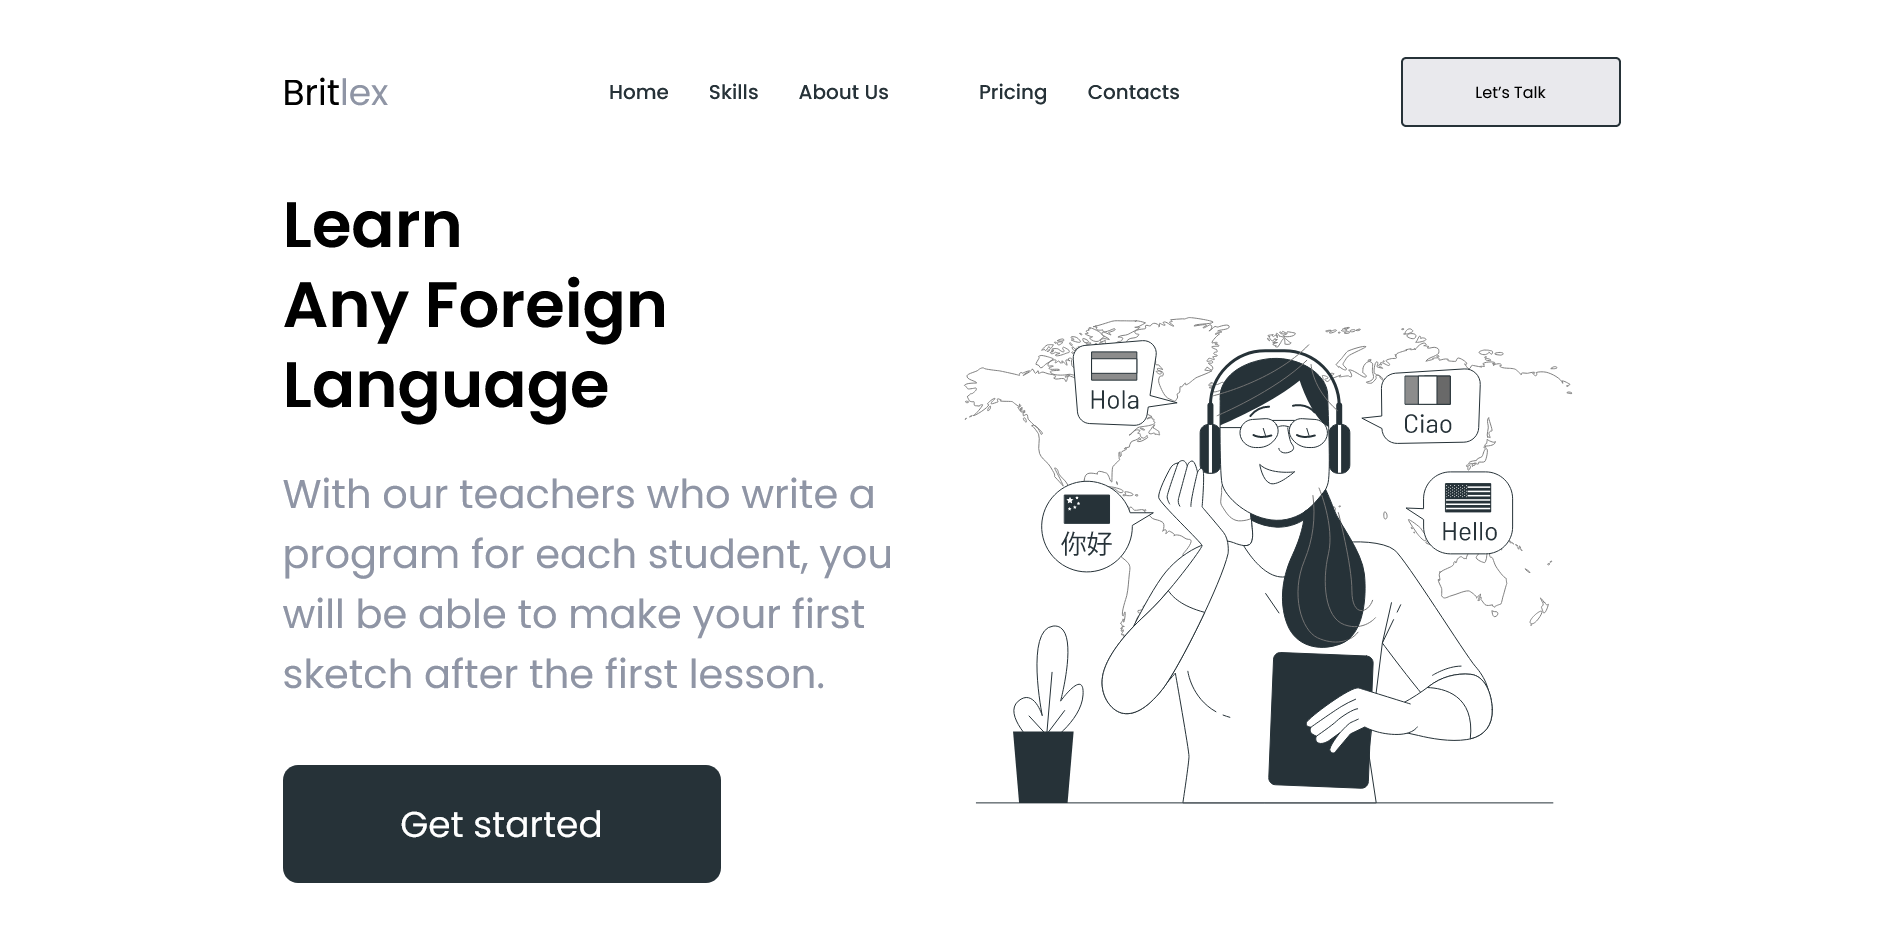 Britlex
Home Skills About Us Pricing Contacts
Let’s Talk
Learn
Any Foreign
Language
With our teachers who write a
program for each student, you
will be able to make your first
sketch after the first lesson.
Get started
Hola
Ciao
Hello
你好